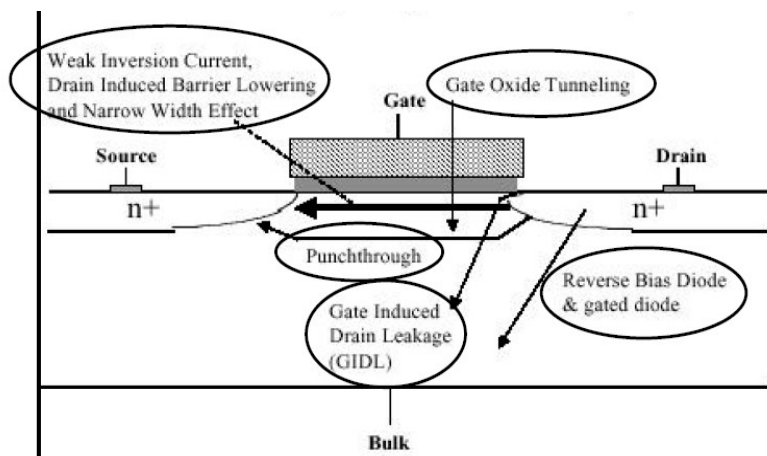 Weak Inversion Current,
Drain Induced Barrier Lowering
and Narrow Width Effect
Gate Oxide Tunneling
Gate
Source
Drain
n+
n+
Punchthrough
Reverse Bias Diode
& gated diode
Gate Induced
Drain Leakage
(GIDL)
Bulk